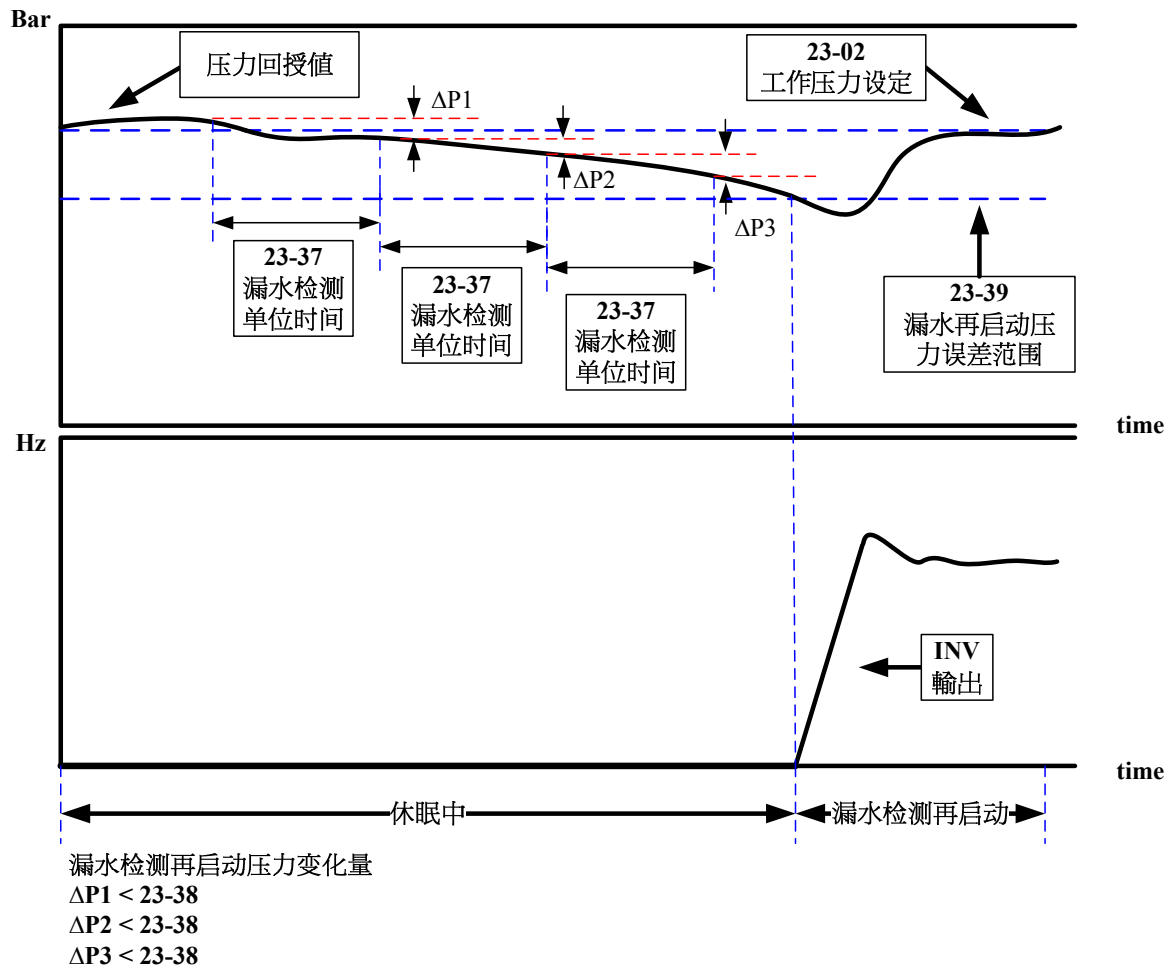 Bar
压力回授値
ΔP1
23-02
工作压力设定
ΔP2
ΔP3
23-37
漏水检测
单位时间
23-37
漏水检测
单位时间
23-37
漏水检测
单位时间
23-39
漏水再启动压
力误差范围
time
Hz
INV
輸出
time
休眠中
漏水检测再启动
漏水检测再启动压力变化量
ΔP1 < 23-38
ΔP2 < 23-38
ΔP3 < 23-38